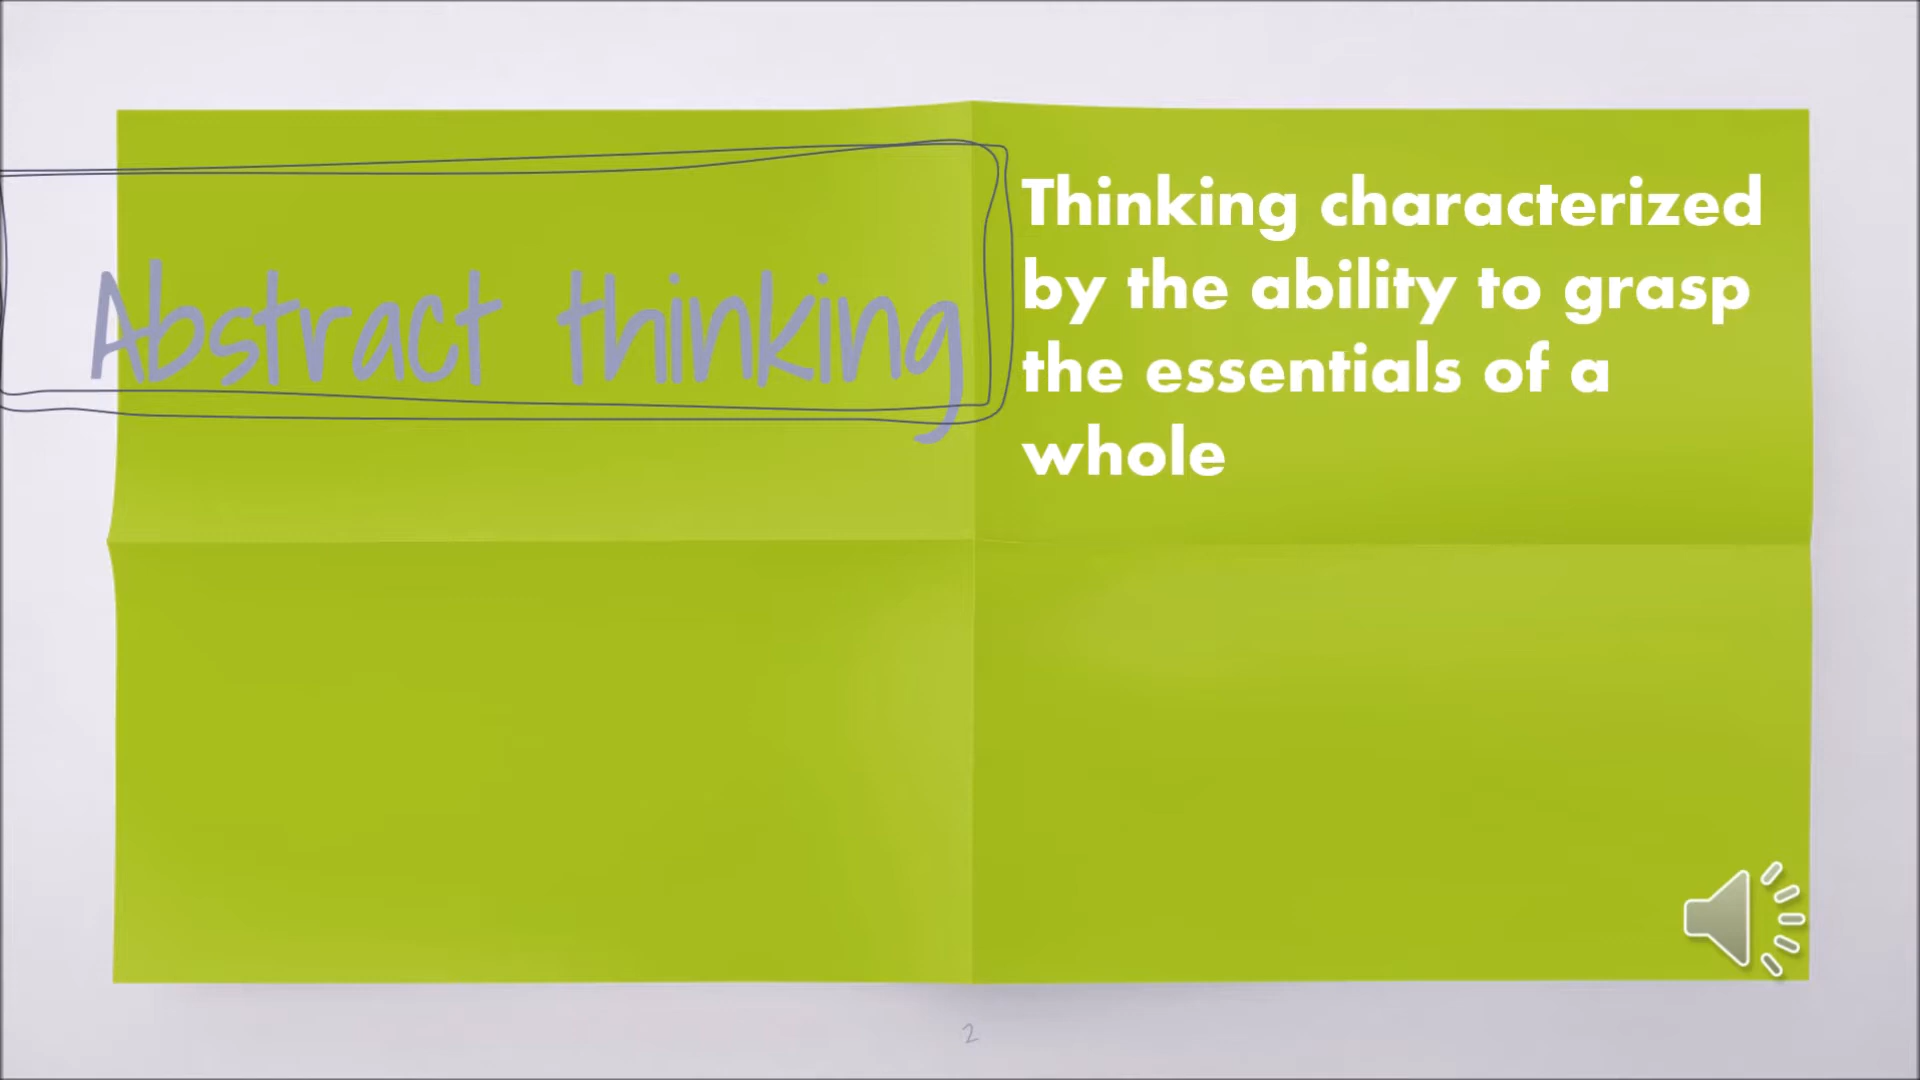 Abstract thinking
Thinking characterized
by the ability to grasp
the essentials of a
whole
2